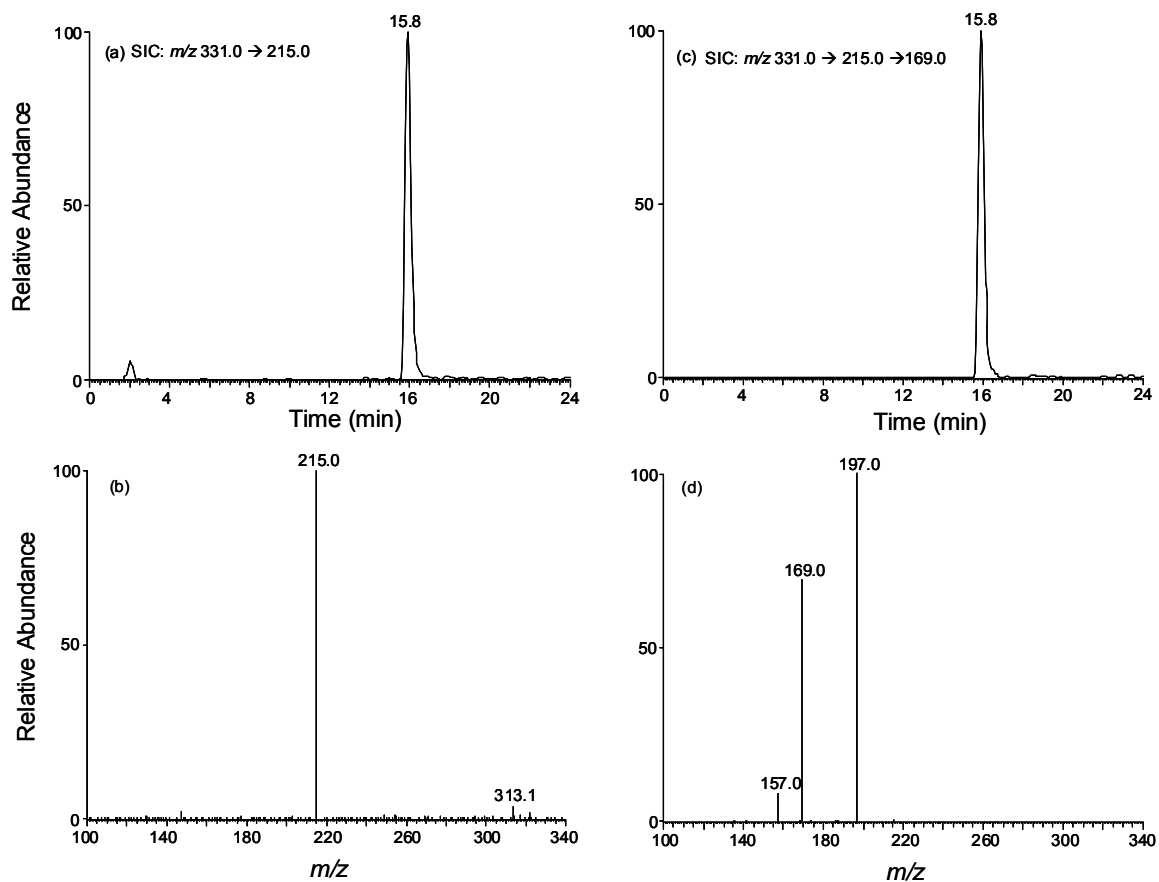 15.8
100
(a) SIC: m/z 331.0 → 215.0
50
0
0 4 8 12 16 20 24
Time (min)
Relative Abundance
15.8
100
(c) SIC: m/z 331.0 → 215.0 →169.0
50
0
0 4 8 12 16 20 24
Time (min)
215.0
100
(b)
50
313.1
0
100 140 180 220 260 300 340
m/z
Relative Abundance
197.0
100
(d)
169.0
50
157.0
0
100 140 180 220 260 300 340
m/z